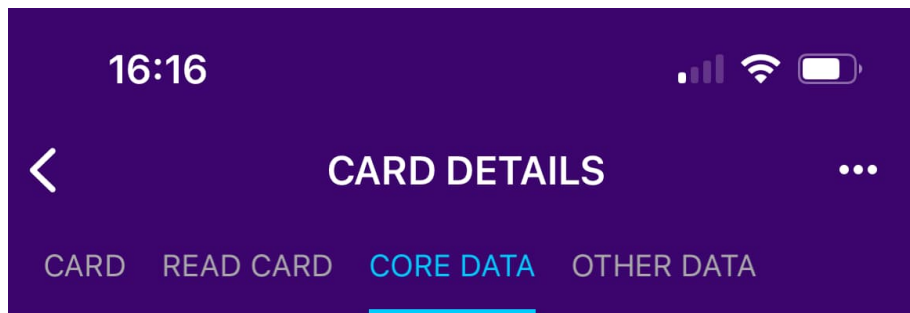 16:16
CARD DETAILS
CARD READ CARD CORE DATA OTHER DATA